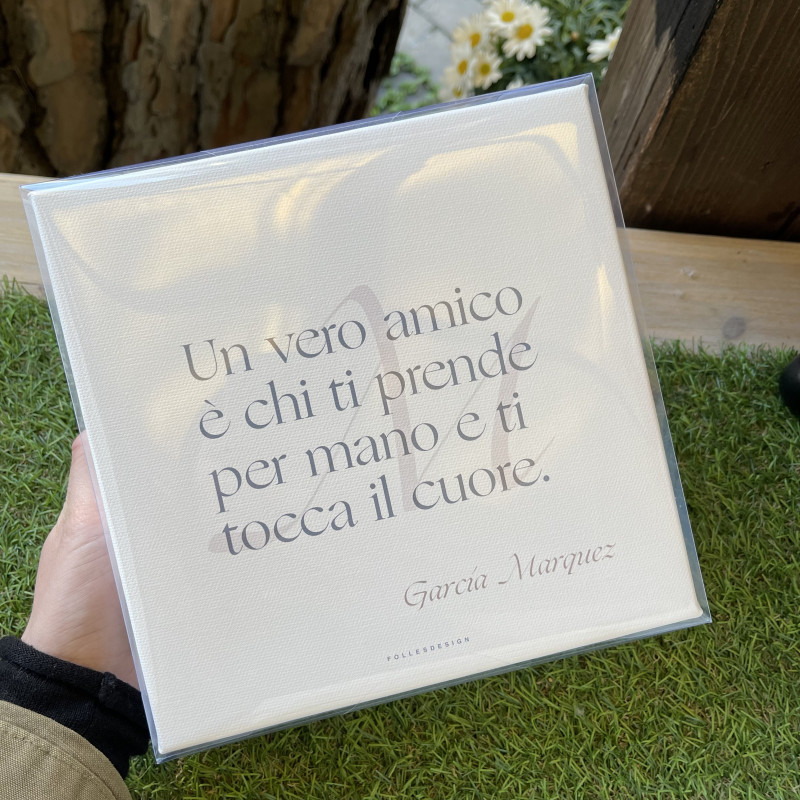 Un vero amico
è chi ti prende
per mano e ti
tocca il cuore.
García Marquez
FOLLESDESIGN